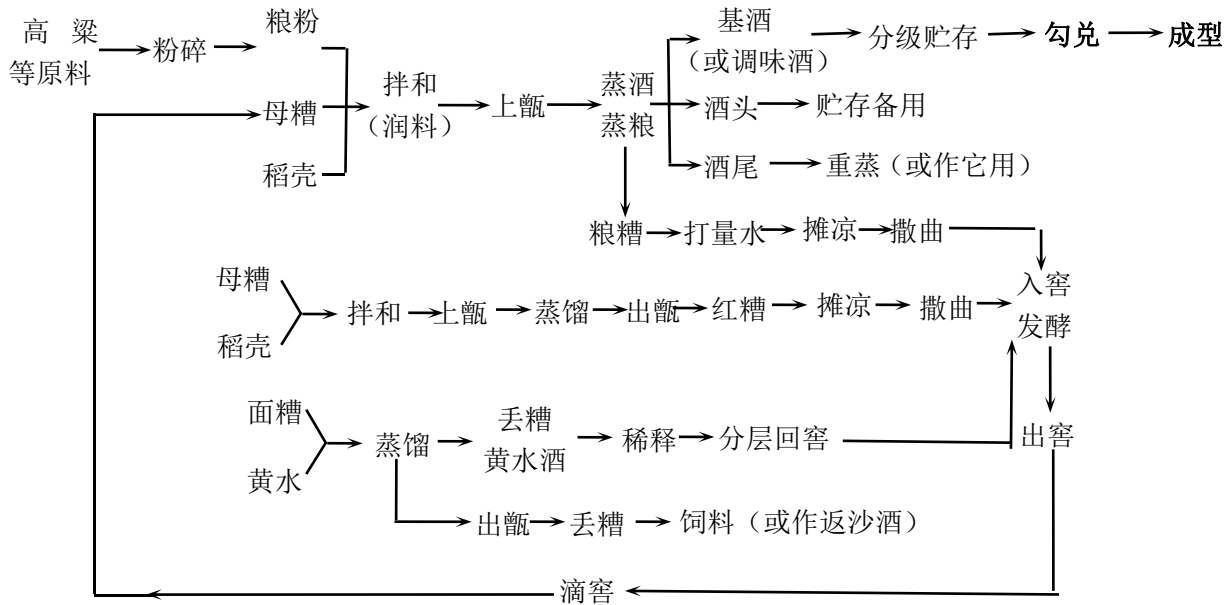 高 粱
等原料
粉碎
粮粉
母糟
稻壳
拌和
（润料）
上甑
蒸酒
蒸粮
基酒
（或调味酒）
分级贮存
勾兑
成型
酒头
贮存备用
酒尾
重蒸（或作它用）
粮糟
打量水
摊凉
撒曲
入窖
发酵
母糟
稻壳
拌和
上甑
蒸馏
出甑
红糟
摊凉
撒曲
面糟
黄水
蒸馏
丢糟
黄水酒
稀释
分层回窖
出窖
出甑
丢糟
饲料（或作返沙酒）
滴窖